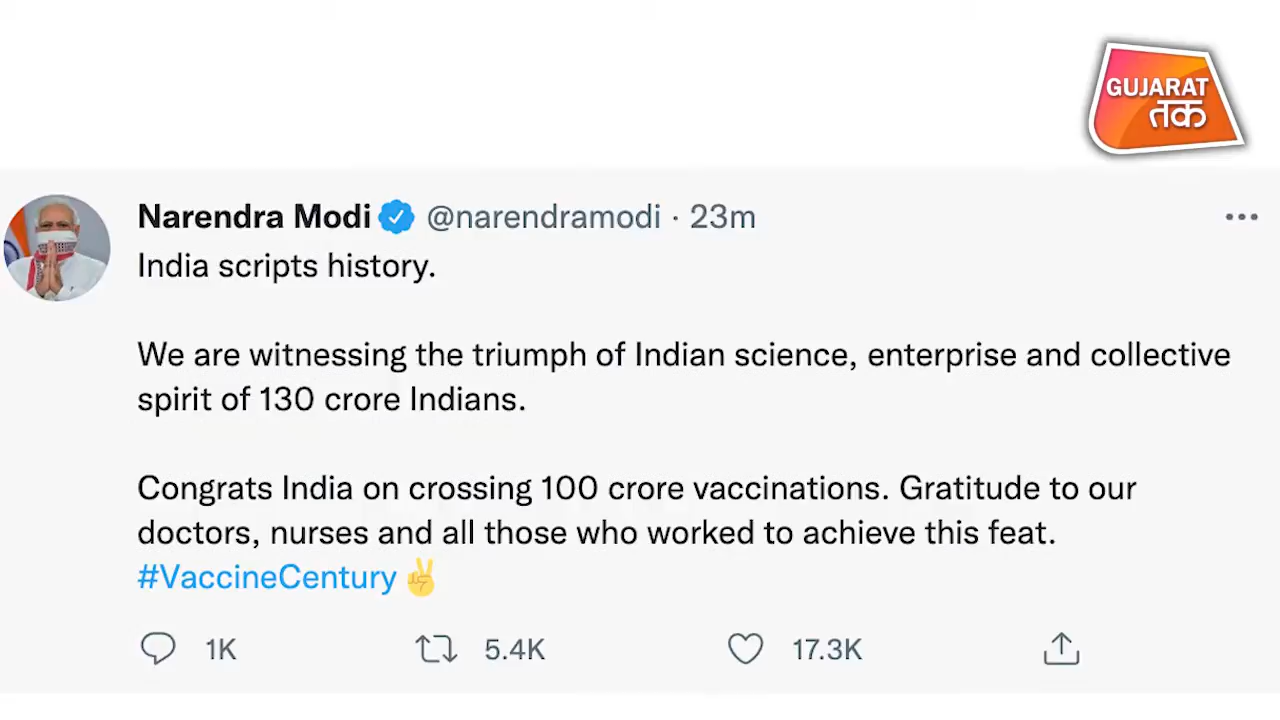 GUJARAT
तक
Narendra Modi @narendramodi · 23m
India scripts history.
We are witnessing the triumph of Indian science, enterprise and collective
spirit of 130 crore Indians.
Congrats India on crossing 100 crore vaccinations. Gratitude to our
doctors, nurses and all those who worked to achieve this feat.
#VaccineCentury✌️
1K 5.4K 17.3K